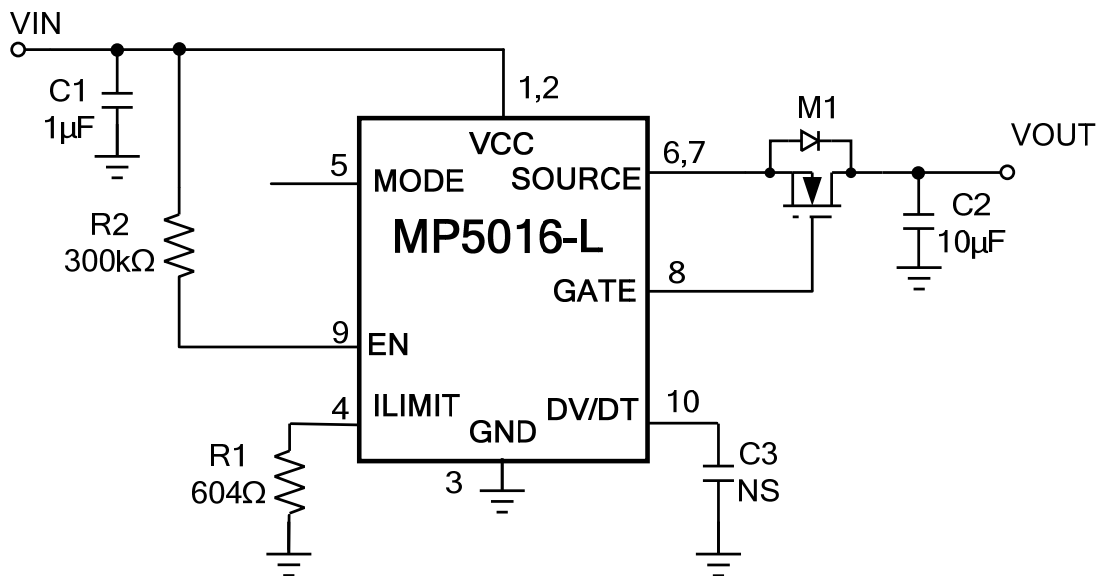 VIN
C1
1µF
1,2
M1
VOUT
VCC
5
MODE
SOURCE
6,7
R2
300kΩ
MP5016-L
C2
10µF
GATE
8
9
EN
4
ILIMIT
DV/DT
10
GND
R1
604Ω
3
C3
NS